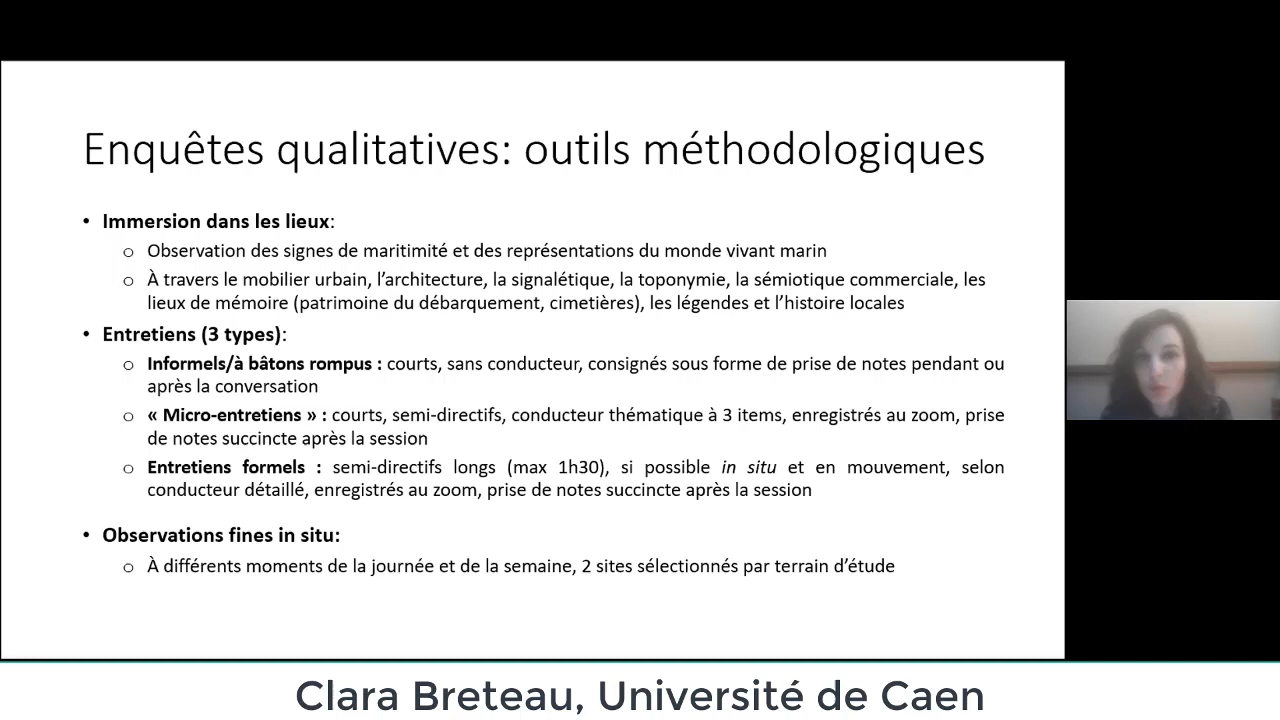 Enquêtes qualitatives: outils méthodologiques
• Immersion dans les lieux:
o Observation des signes de maritimité et des représentations du monde vivant marin
o À travers le mobilier urbain, l’architecture, la signalétique, la toponymie, la sémiotique commerciale, les
lieux de mémoire (patrimoine du débarquement, cimetières), les légendes et l’histoire locales
• Entretiens (3 types):
o Informels/à bâtons rompus : courts, sans conducteur, consignés sous forme de prise de notes pendant ou
après la conversation
o « Micro-entretiens » : courts, semi-directifs, conducteur thématique à 3 items, enregistrés au zoom, prise
de notes succincte après la session
o Entretiens formels : semi-directifs longs (max 1h30), si possible in situ et en mouvement, selon
conducteur détaillé, enregistrés au zoom, prise de notes succincte après la session
• Observations fines in situ:
o À différents moments de la journée et de la semaine, 2 sites sélectionnés par terrain d’étude
Clara Breteau, Université de Caen